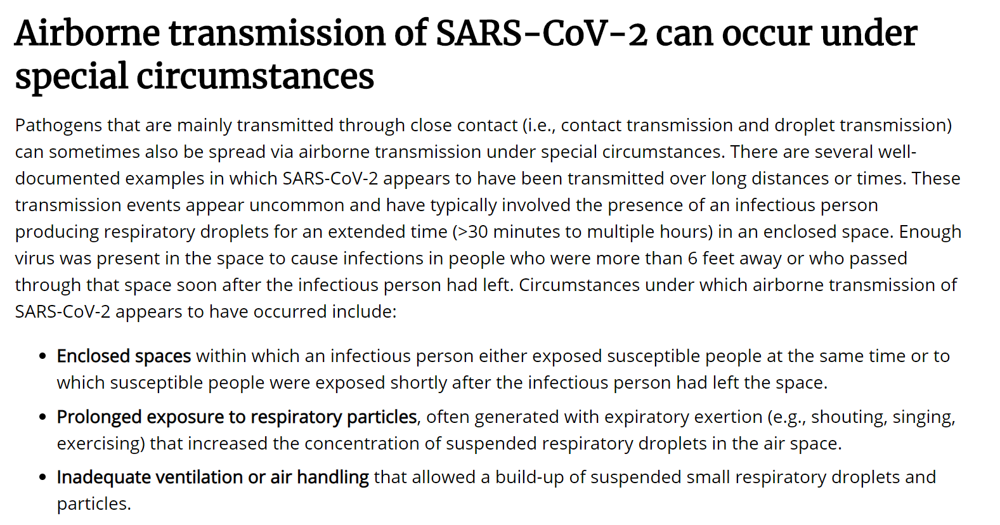 Airborne transmission of SARS-CoV-2 can occur under
special circumstances
Pathogens that are mainly transmitted through close contact (i.e., contact transmission and droplet transmission)
can sometimes also be spread via airborne transmission under special circumstances. There are several well-
documented examples in which SARS-CoV-2 appears to have been transmitted over long distances or times. These
transmission events appear uncommon and have typically involved the presence of an infectious person
producing respiratory droplets for an extended time (>30 minutes to multiple hours) in an enclosed space. Enough
virus was present in the space to cause infections in people who were more than 6 feet away or who passed
through that space soon after the infectious person had left. Circumstances under which airborne transmission of
SARS-CoV-2 appears to have occurred include:
• Enclosed spaces within which an infectious person either exposed susceptible people at the same time or to
which susceptible people were exposed shortly after the infectious person had left the space.
• Prolonged exposure to respiratory particles, often generated with expiratory exertion (e.g., shouting, singing,
exercising) that increased the concentration of suspended respiratory droplets in the air space.
• Inadequate ventilation or air handling that allowed a build-up of suspended small respiratory droplets and
particles.